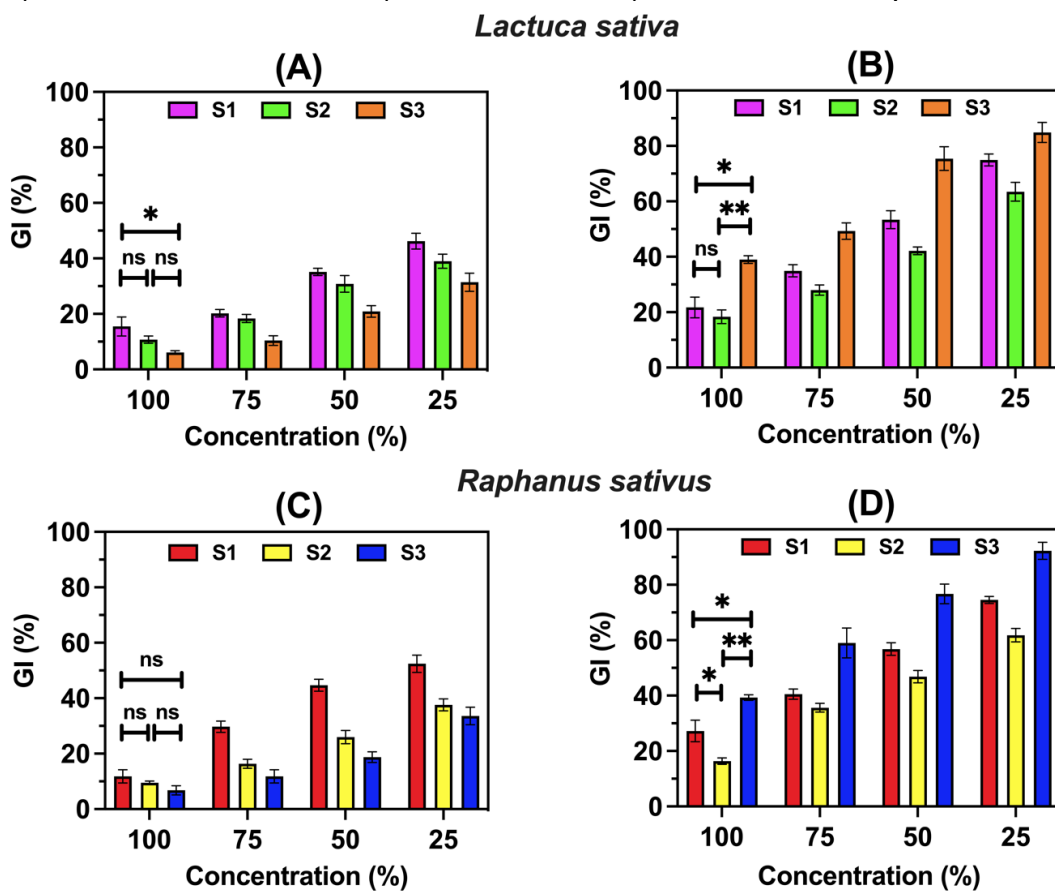 Lactuca sativa
(A)
S1 S2 S3
GI (%)
100
80
60
40
20
0
*
ns ns
100 75 50 25
Concentration (%)
(B)
S1 S2 S3
GI (%)
100
80
60
40
20
0
*
**
ns
100 75 50 25
Concentration (%)
Raphanus sativus
(C)
S1 S2 S3
GI (%)
100
80
60
40
20
0
ns
ns ns
100 75 50 25
Concentration (%)
(D)
S1 S2 S3
GI (%)
100
80
60
40
20
0
*
**
*
100 75 50 25
Concentration (%)